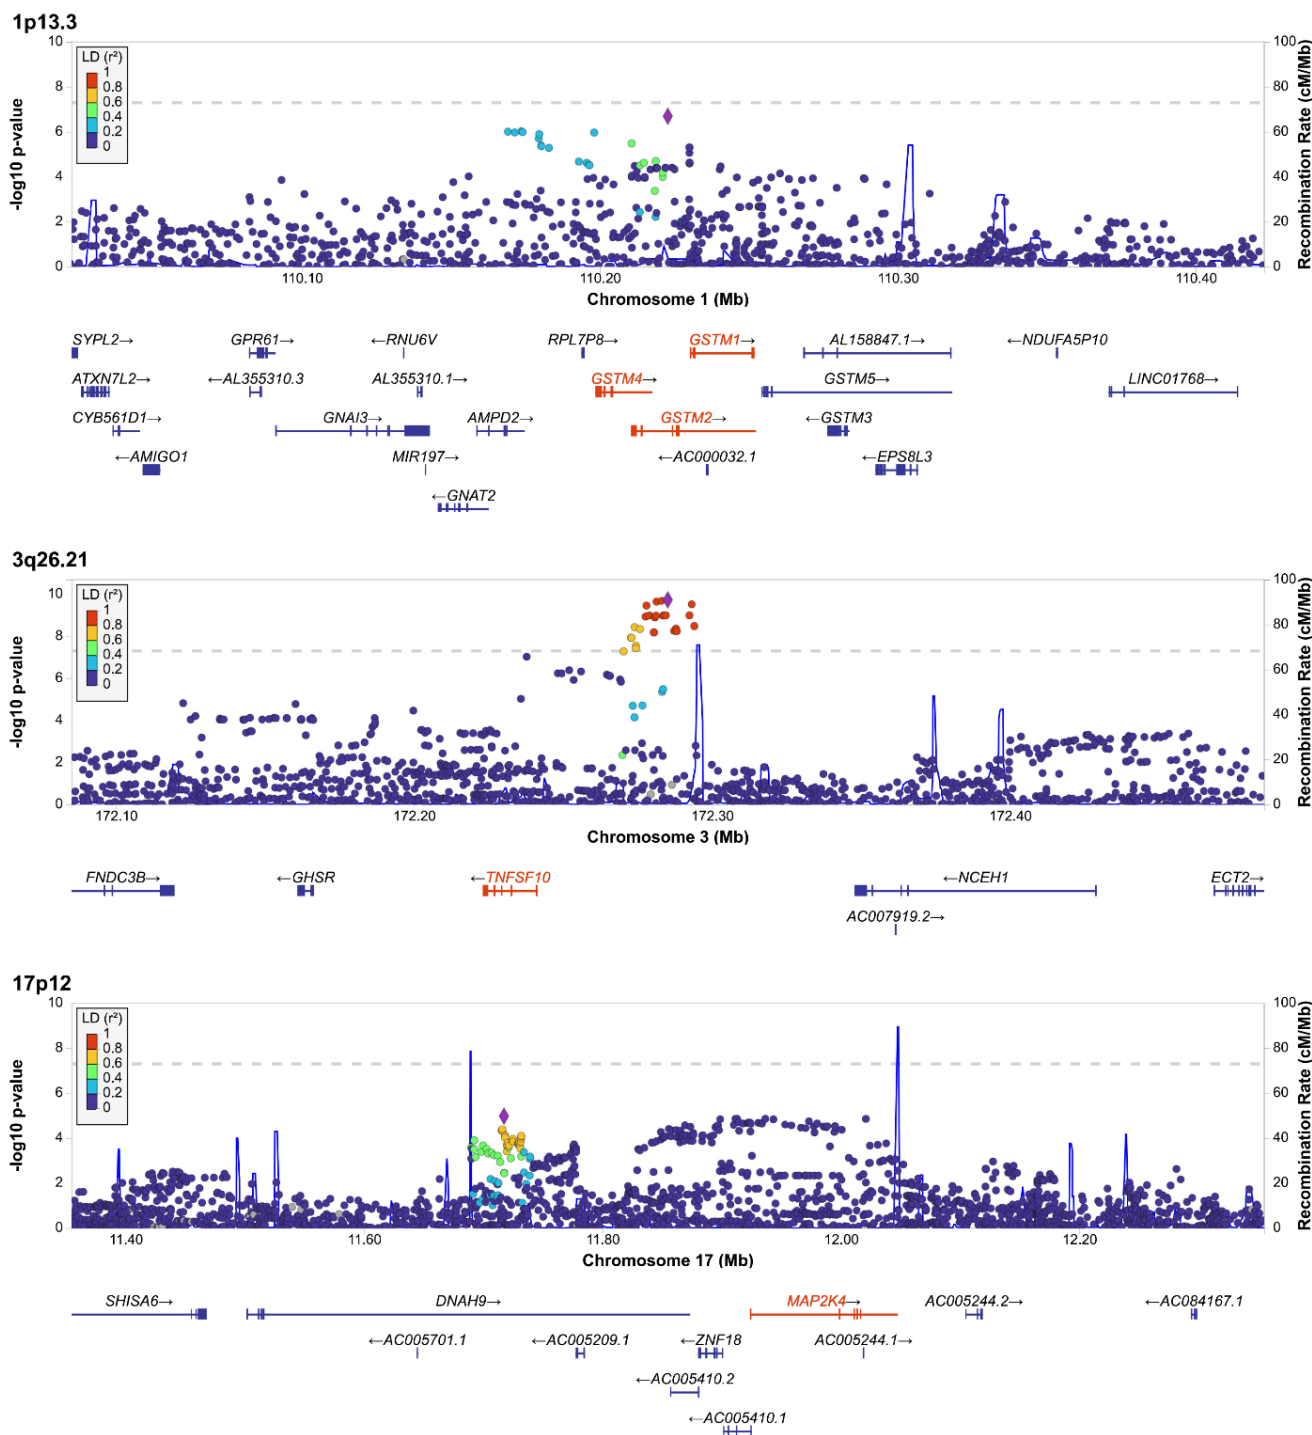 1p13.3
10 8 6 4 2 0
-log10 p-value
LD (r²)
1
0.8
0.6
0.4
0.2
0
100 80 60 40 20 0
Recombination Rate (cM/Mb)
110.10 110.20 110.30 110.40
Chromosome 1 (Mb)
SYPL2→ GPR61→ ←RNU6V RPL7P8→ GSTM1→ AL158847.1→ ←NDUFA5P10
ATXN7L2→ ←AL355310.3 AL355310.1→ GSTM4→ GSTM5→ LINC01768→
CYB561D1→ GNAI3→ AMPD2→ GSTM2→ ←GSTM3
←AMIGO1 MIR197→ ←AC000032.1 ←EPS8L3
←GNAT2
3q26.21
10 8 6 4 2 0
-log10 p-value
LD (r²)
1
0.8
0.6
0.4
0.2
0
100 80 60 40 20 0
Recombination Rate (cM/Mb)
172.10 172.20 172.30 172.40
Chromosome 3 (Mb)
FNDC3B→ ←GHSR ←TNFSF10 ←NCEH1 ECT2→
AC007919.2→
17p12
10 8 6 4 2 0
-log10 p-value
LD (r²)
1
0.8
0.6
0.4
0.2
0
100 80 60 40 20 0
Recombination Rate (cM/Mb)
11.40 11.60 11.80 12.00 12.20
Chromosome 17 (Mb)
SHISA6→ DNAH9→ MAP2K4→ AC005244.2→ ←AC084167.1
←AC005701.1 ←AC005209.1 ←ZNF18 AC005244.1→
←AC005410.2
←AC005410.1